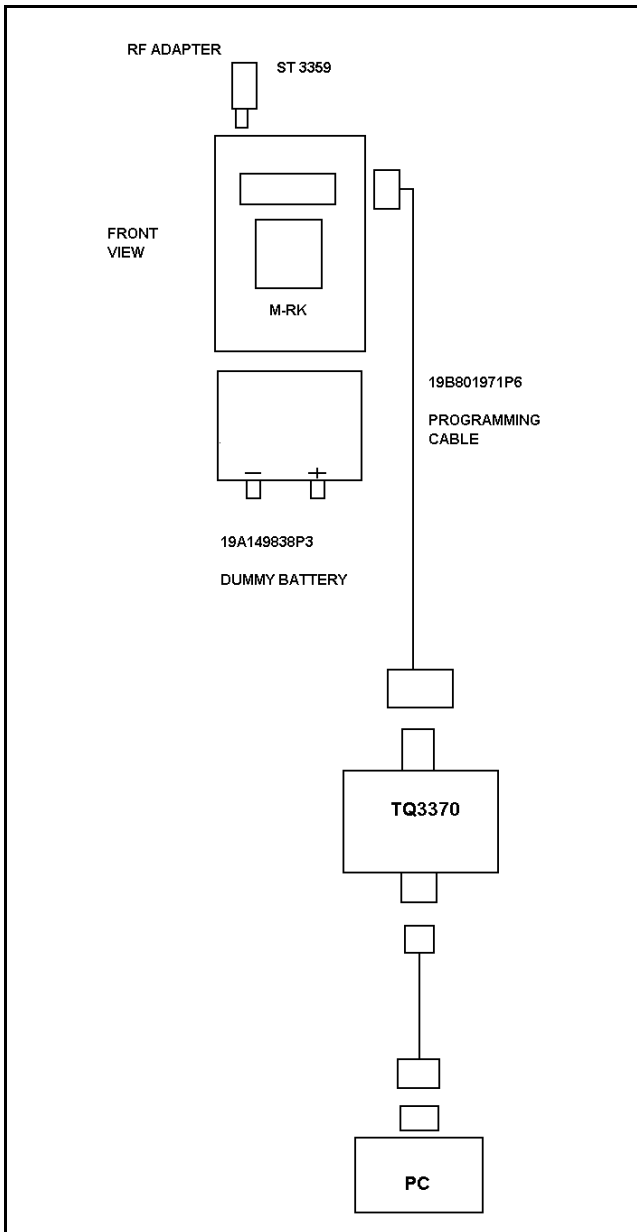 RF ADAPTER
ST 3359
FRONT
VIEW
M-RK
19B801971P6
PROGRAMMING
CABLE
− +
19A149838P3
DUMMY BATTERY
TQ3370
PC